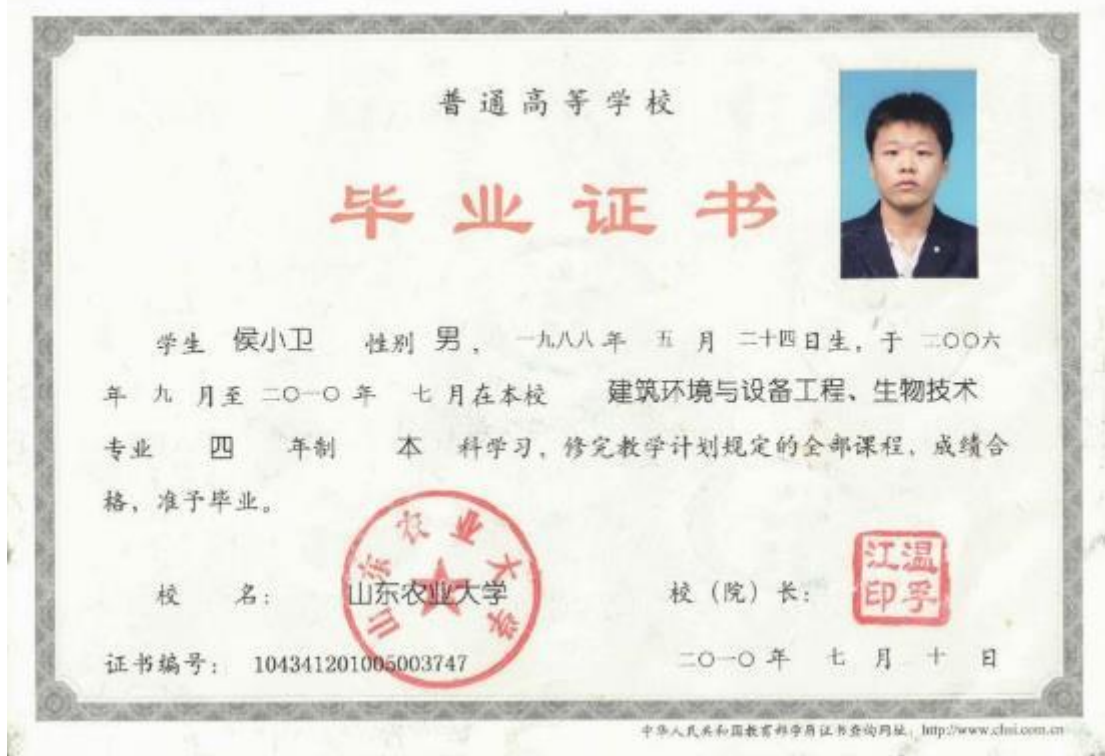 普通高等学校
毕业证书
学生 侯小卫 性别 男， 一九八八年 五 月 二十四日生，于 二〇〇六
年 九 月至 二〇一〇 年 七 月在本校 建筑环境与设备工程、生物技术
专业 四 年制 本 科学习，修完教学计划规定的全部课程，成绩合
格，准予毕业。
山东农业大学
校 名： 山东农业大学 校（院）长： 温孚江印
证书编号： 104341201005003747 二〇一〇 年 七 月 十 日
中华人民共和国教育部学历证书查询网址：http://www.chsi.com.cn